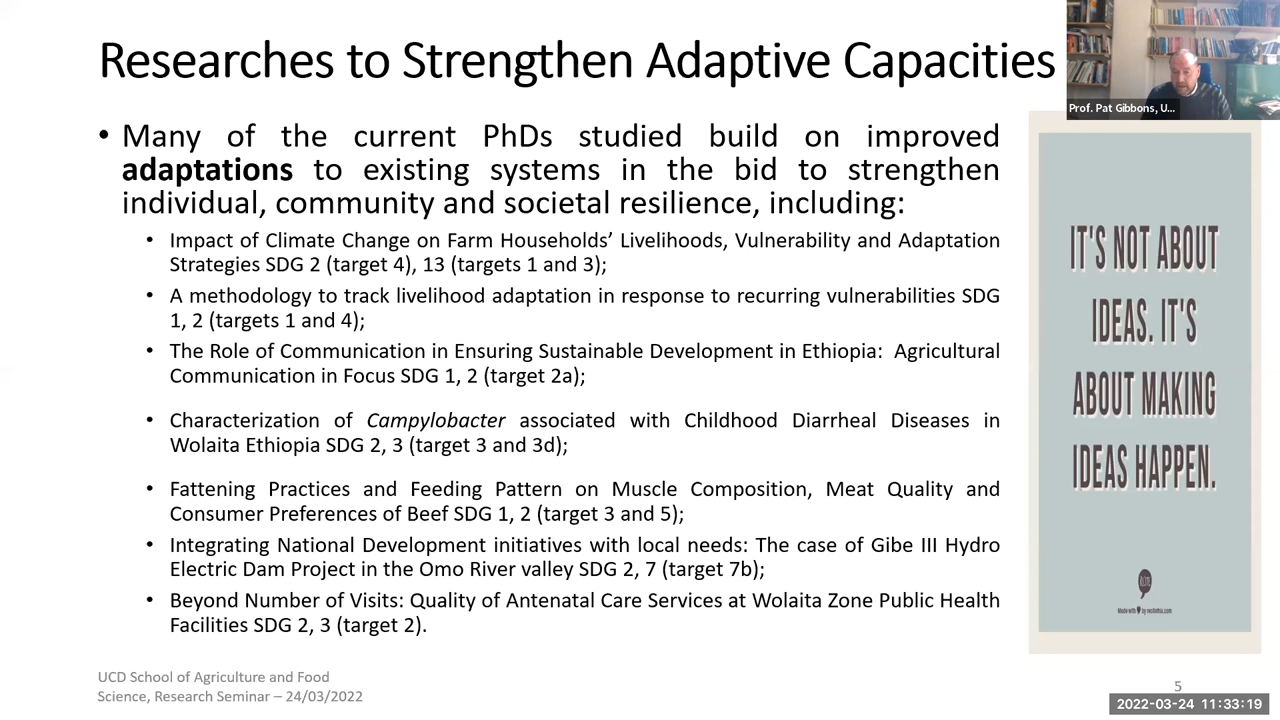 Researches to Strengthen Adaptive Capacities
Prof. Pat Gibbons, U...
• Many of the current PhDs studied build on improved
adaptations to existing systems in the bid to strengthen
individual, community and societal resilience, including:
• Impact of Climate Change on Farm Households’ Livelihoods, Vulnerability and Adaptation
Strategies SDG 2 (target 4), 13 (targets 1 and 3);
• A methodology to track livelihood adaptation in response to recurring vulnerabilities SDG
1, 2 (targets 1 and 4);
• The Role of Communication in Ensuring Sustainable Development in Ethiopia: Agricultural
Communication in Focus SDG 1, 2 (target 2a);
• Characterization of Campylobacter associated with Childhood Diarrheal Diseases in
Wolaita Ethiopia SDG 2, 3 (target 3 and 3d);
• Fattening Practices and Feeding Pattern on Muscle Composition, Meat Quality and
Consumer Preferences of Beef SDG 1, 2 (target 3 and 5);
• Integrating National Development initiatives with local needs: The case of Gibe III Hydro
Electric Dam Project in the Omo River valley SDG 2, 7 (target 7b);
• Beyond Number of Visits: Quality of Antenatal Care Services at Wolaita Zone Public Health
Facilities SDG 2, 3 (target 2).
IT'S NOT ABOUT
IDEAS. IT'S
ABOUT MAKING
IDEAS HAPPEN.
Made with by recitethis.com
UCD School of Agriculture and Food
Science, Research Seminar – 24/03/2022
5
2022-03-24 11:33:19